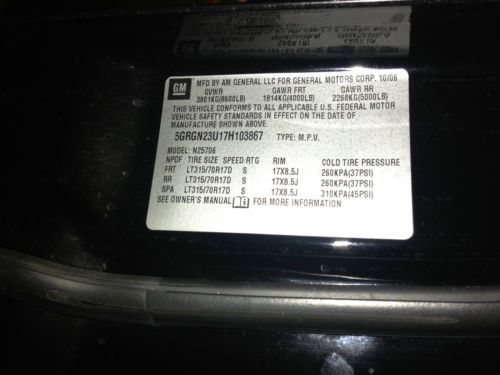 GM
MFD BY AM GENERAL LLC FOR GENERAL MOTORS CORP. 10/06
GVWR GAWR FRT GAWR RR
3901KG(8600LB) 1814KG(4000LB) 2268KG(5000LB)
THIS VEHICLE CONFORMS TO ALL APPLICABLE U.S. FEDERAL MOTOR
VEHICLE SAFETY STANDARDS IN EFFECT ON THE DATE OF
MANUFACTURE SHOWN ABOVE.
5GRGN23U17H103867 TYPE: M.P.V.
MODEL: N25706
NPDF TIRE SIZE SPEED RTG RIM COLD TIRE PRESSURE
FRT LT315/70R17D S 17X8.5J 260KPA(37PSI)
RR LT315/70R17D S 17X8.5J 260KPA(37PSI)
SPA LT315/70R17D S 17X8.5J 310KPA(45PSI)
SEE OWNER'S MANUAL FOR MORE INFORMATION.